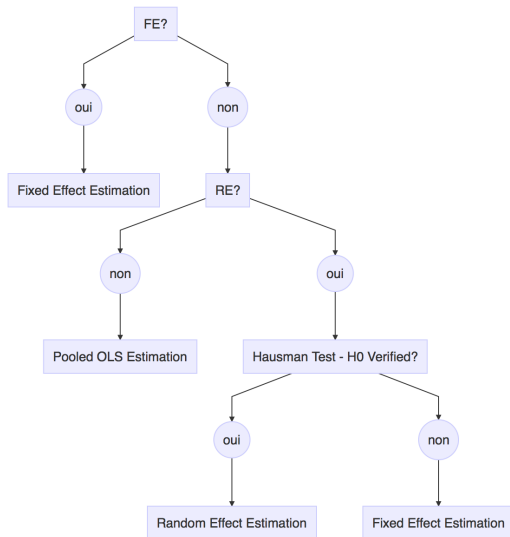 FE?
oui
non
Fixed Effect Estimation
RE?
non
oui
Pooled OLS Estimation
Hausman Test - H0 Verified?
oui
non
Random Effect Estimation
Fixed Effect Estimation